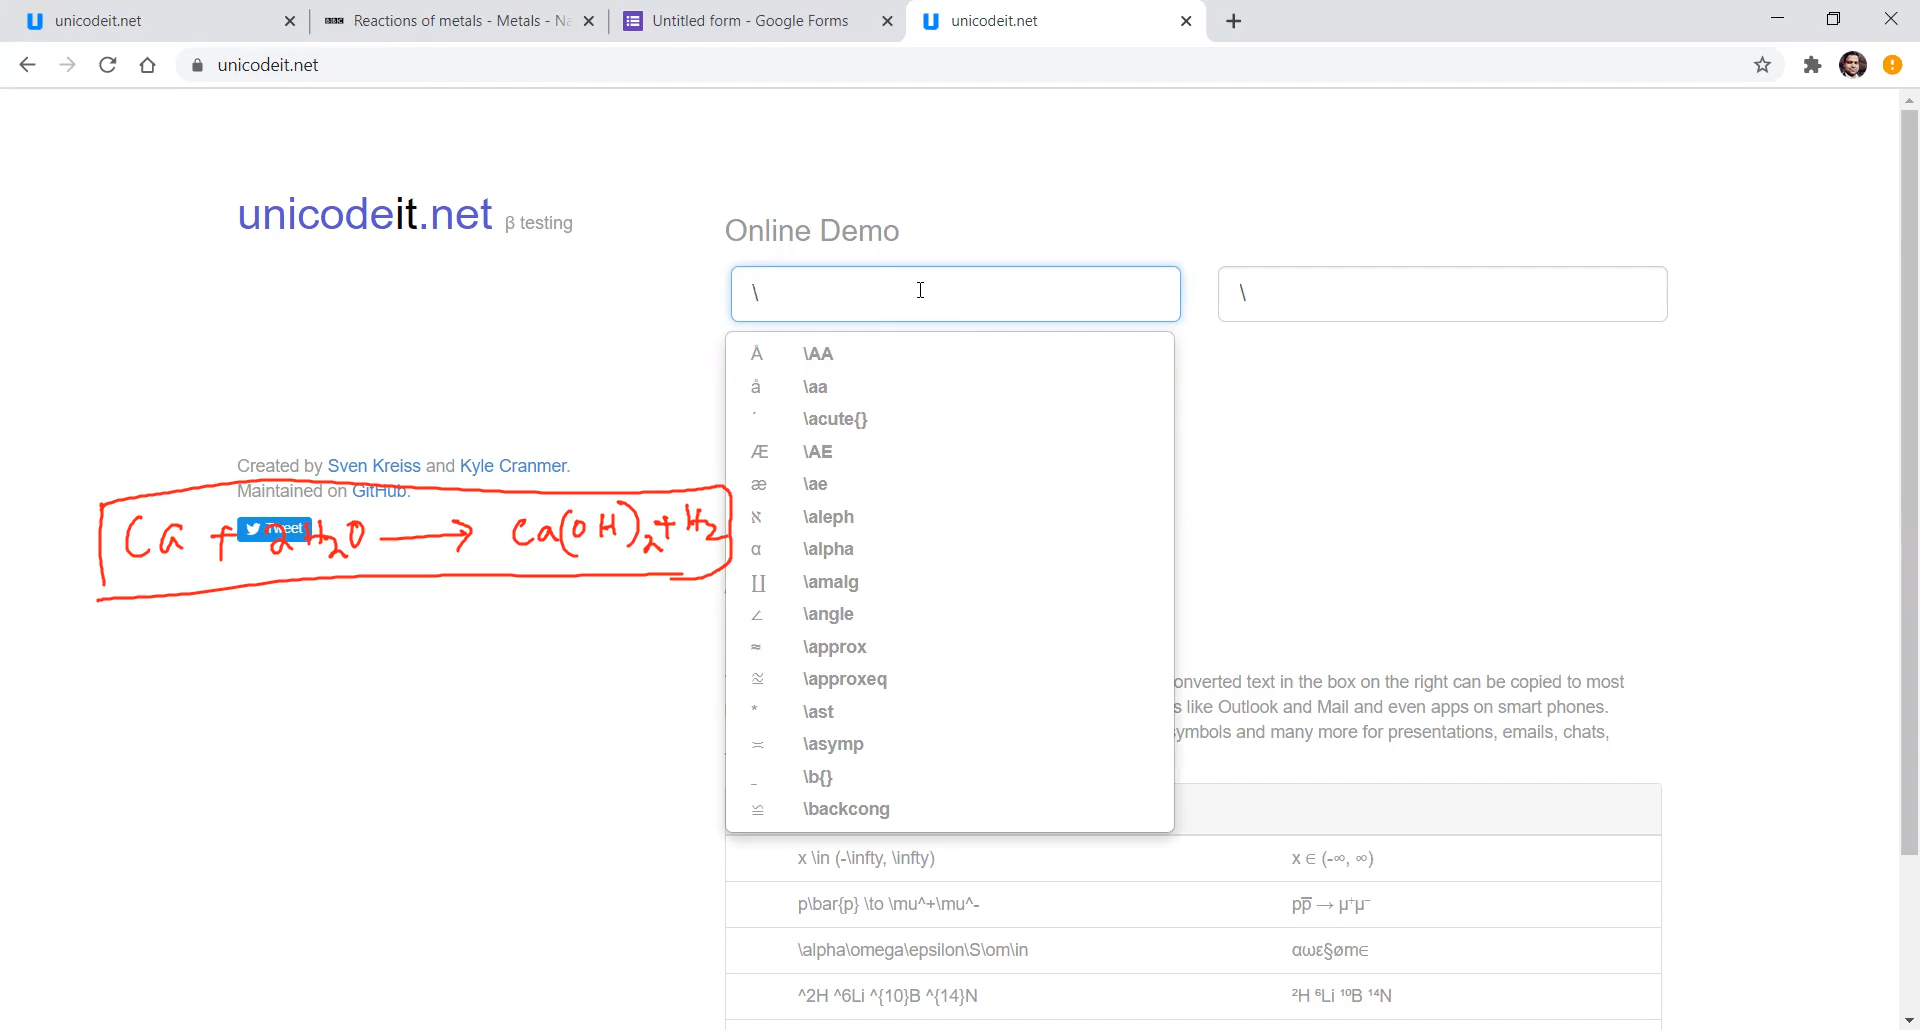 unicodeit.net
Reactions of metals - Metals - Na
Untitled form - Google Forms
unicodeit.net
unicodeit.net
unicodeit.net β testing
Online Demo
\
\
Å \AA
å \aa
´ \acute{}
Æ \AE
æ \ae
ℵ \aleph
α \alpha
∐ \amalg
∠ \angle
≈ \approx
≊ \approxeq
* \ast
≍ \asymp
_ \b{}
≌ \backcong
Created by Sven Kreiss and Kyle Cranmer.
Maintained on GitHub.
Tweet
Ca + 2H₂O ⟶ Ca(OH)₂+H₂
onverted text in the box on the right can be copied to most
s like Outlook and Mail and even apps on smart phones.
ymbols and many more for presentations, emails, chats,
x \in (-\infty, \infty) x ∈ (-∞, ∞)
p\bar{p} \to \mu^+\mu^- pp̅ → μ⁺μ⁻
\alpha\omega\epsilon\S\om\in αωε§øm∈
^2H ^6Li ^{10}B ^{14}N ²H ⁶Li ¹⁰B ¹⁴N